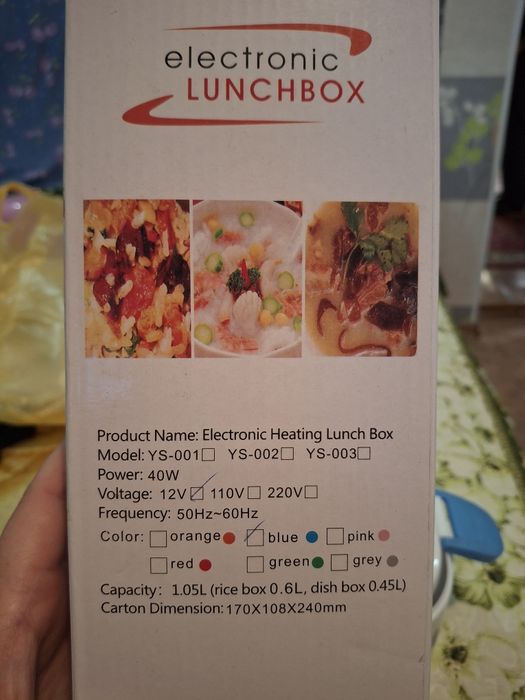 electronic
LUNCHBOX
Product Name: Electronic Heating Lunch Box
Model: YS-001☐ YS-002☐ YS-003☐
Power: 40W
Voltage: 12V☑ 110V☐ 220V☐
Frequency: 50Hz~60Hz
Color: ☐orange ☑blue ☐pink
☐red ☐green ☐grey
Capacity: 1.05L (rice box 0.6L, dish box 0.45L)
Carton Dimension: 170X108X240mm